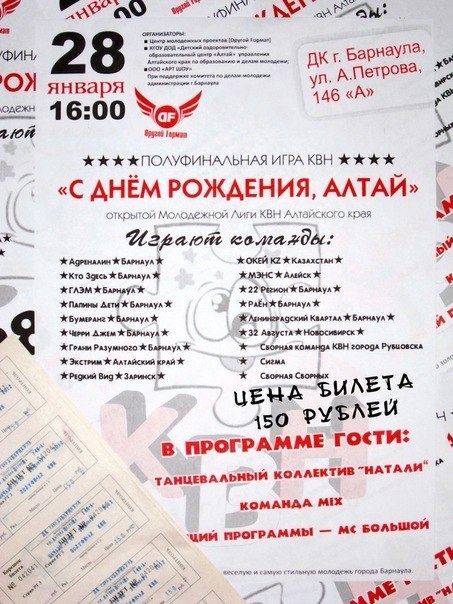 28
января
16:00
ОРГАНИЗАТОРЫ:
Центр молодежных проектов [Другой Формат]
КГОУ ДОД «Детский оздоровительно-
образовательный центр «Алтай» управления
Алтайского края по образованию и делам молодежи;
ООО «АРТ ШОУ»
При поддержке комитета по делам молодежи
администрации г.Барнаула
DF
Другой Формат
ДК г. Барнаула,
ул. А.Петрова,
146 «А»
★★★★ПОЛУФИНАЛЬНАЯ ИГРА КВН ★★★★
«С ДНЁМ РОЖДЕНИЯ, АЛТАЙ»
открытой Молодежной Лиги КВН Алтайского края
Играют команды:
★Адреналин★Барнаул★
★Кто Здесь★Барнаул★
★ГЛЭМ★Барнаул★
★Папины Дети★Барнаул★
★Бумеранг★Барнаул★
★Черри Джем★Барнаул★
★Грани Разумного★Барнаул★
★Экстрим★Алтайский край★
★Редкий Вид★Заринск★
★ОКЕЙ KZ★Казахстан★
★МЭНС★Алейск★
★22 Регион★Барнаул★
★РаЁн★Барнаул★
★Ленинградский Квартал★Барнаул★
★32 Августа★Новосибирск★
★ Сборная команда КВН города Рубцовска
★ Сигма
★ Сборная Сборных
ЦЕНА БИЛЕТА
150 РУБЛЕЙ
В ПРОГРАММЕ ГОСТИ:
ТАНЦЕВАЛЬНЫЙ КОЛЛЕКТИВ "НАТАЛИ"
КОМАНДА MIX
ЩИЙ ПРОГРАММЫ — МС БОЛЬШОЙ
веселую и самую стильную молодежь города Барнаула.
КВН